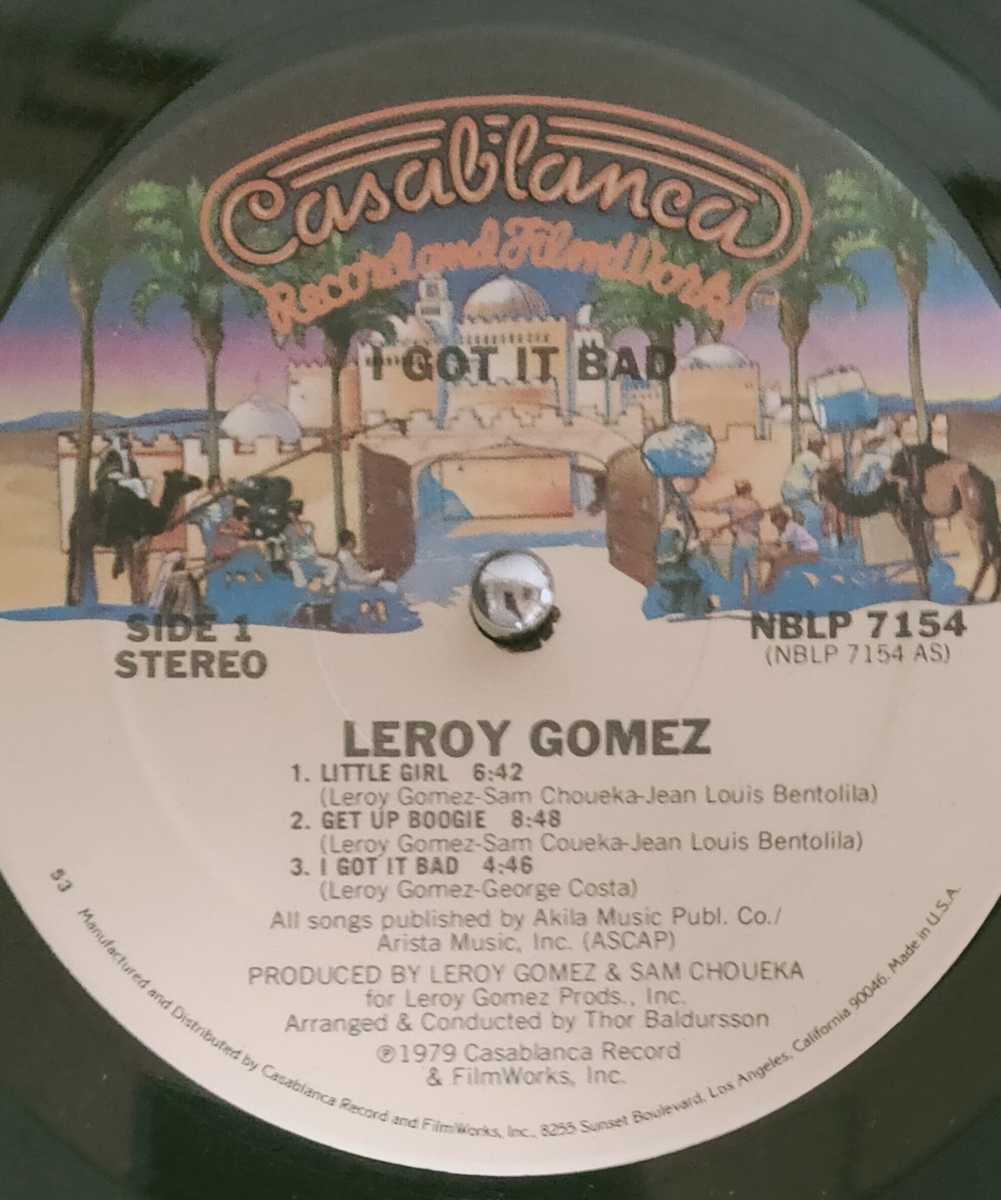 Casablanca
Record and FilmWorks
I GOT IT BAD
SIDE 1
STEREO
NBLP 7154
(NBLP 7154 AS)
LEROY GOMEZ
1. LITTLE GIRL 6:42
(Leroy Gomez-Sam Choueka-Jean Louis Bentolila)
2. GET UP BOOGIE 8:48
(Leroy Gomez-Sam Coueka-Jean Louis Bentolila)
3. I GOT IT BAD 4:46
(Leroy Gomez-George Costa)
All songs published by Akila Music Publ. Co./
Arista Music, Inc. (ASCAP)
PRODUCED BY LEROY GOMEZ & SAM CHOUEKA
for Leroy Gomez Prods., Inc.
Arranged & Conducted by Thor Baldursson
℗1979 Casablanca Record
& FilmWorks, Inc.
53 Manufactured and Distributed by Casablanca Record and FilmWorks, Inc., 8255 Sunset Boulevard, Los Angeles, California 90046. Made in U.S.A.